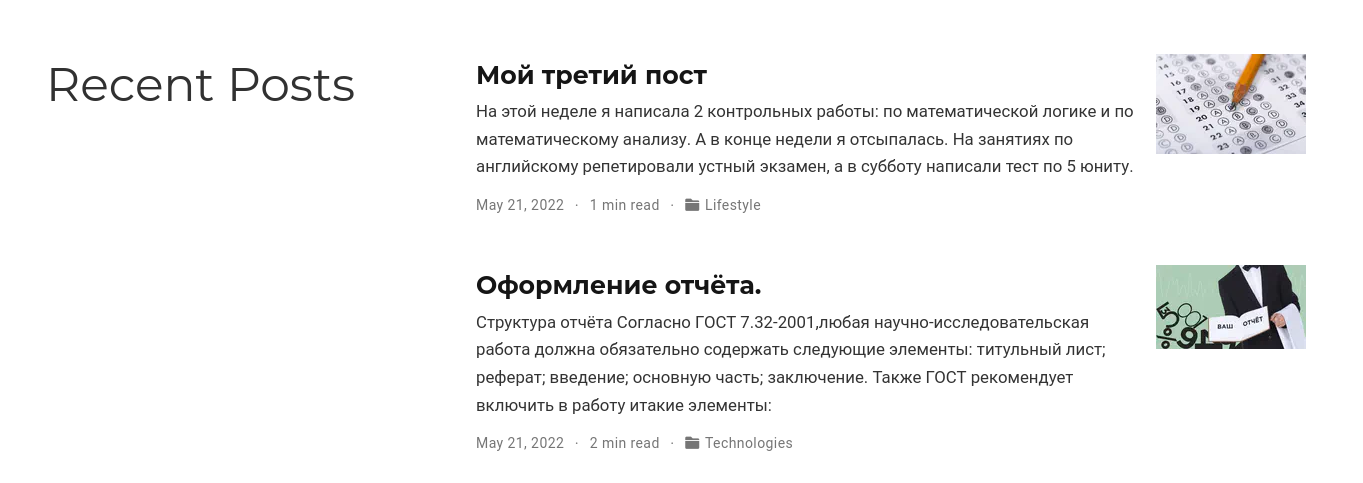 Recent Posts
Мой третий пост
На этой неделе я написала 2 контрольных работы: по математической логике и по
математическому анализу. А в конце недели я отсыпалась. На занятиях по
английскому репетировали устный экзамен, а в субботу написали тест по 5 юниту.
May 21, 2022 · 1 min read · Lifestyle
Оформление отчёта.
Структура отчёта Согласно ГОСТ 7.32-2001,любая научно-исследовательская
работа должна обязательно содержать следующие элементы: титульный лист;
реферат; введение; основную часть; заключение. Также ГОСТ рекомендует
включить в работу итакие элементы:
ВАШ ОТЧЁТ
May 21, 2022 · 2 min read · Technologies